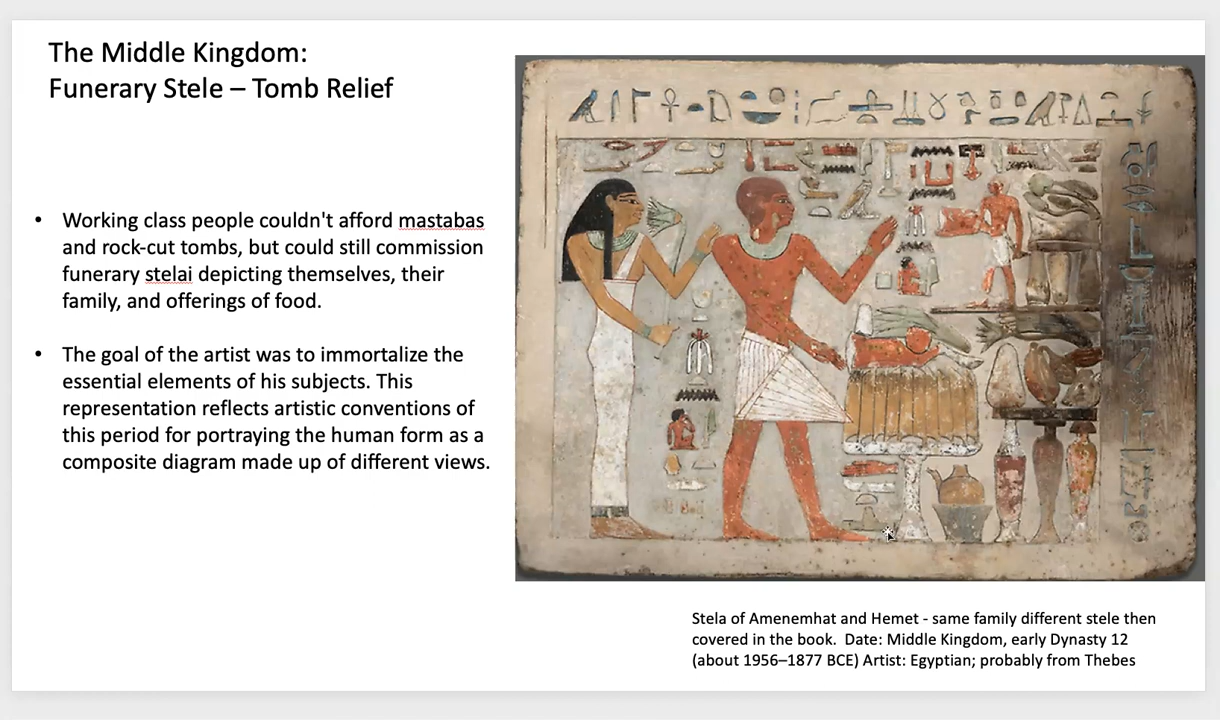 The Middle Kingdom:
Funerary Stele – Tomb Relief
• Working class people couldn't afford mastabas
and rock-cut tombs, but could still commission
funerary stelai depicting themselves, their
family, and offerings of food.
• The goal of the artist was to immortalize the
essential elements of his subjects. This
representation reflects artistic conventions of
this period for portraying the human form as a
composite diagram made up of different views.
Stela of Amenemhat and Hemet - same family different stele then
covered in the book.  Date: Middle Kingdom, early Dynasty 12
(about 1956–1877 BCE) Artist: Egyptian; probably from Thebes